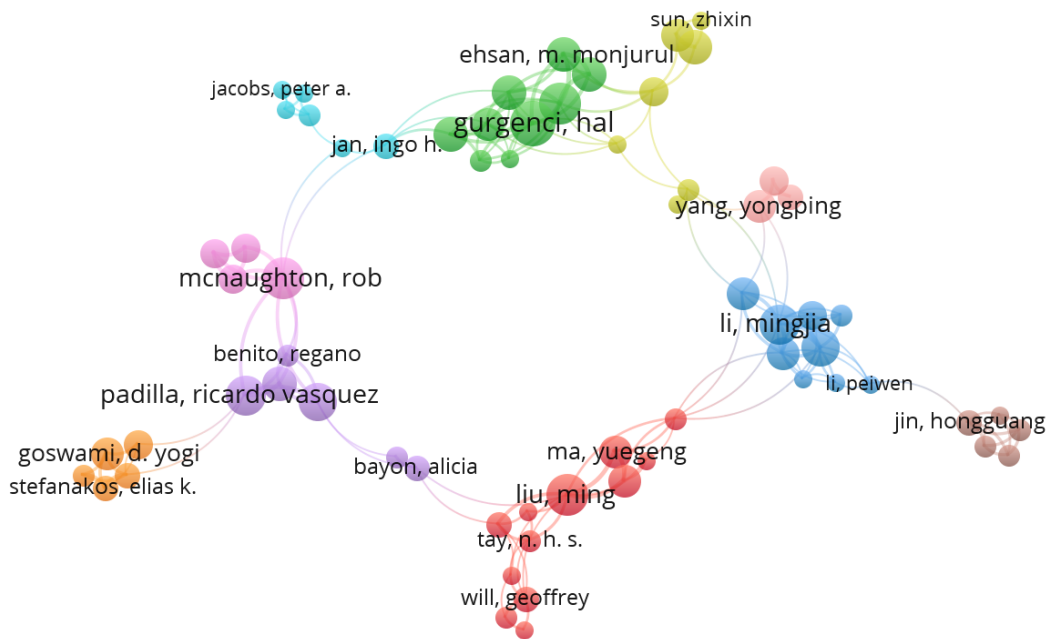 sun, zhixin
ehsan, m. monjurul
jacobs, peter a.
gurgenci, hal
jan, ingo h.
yang, yongping
mcnaughton, rob
li, mingjia
benito, regano
li, peiwen
padilla, ricardo vasquez
jin, hongguang
goswami, d. yogi
ma, yuegeng
bayon, alicia
stefanakos, elias k.
liu, ming
tay, n. h. s.
will, geoffrey